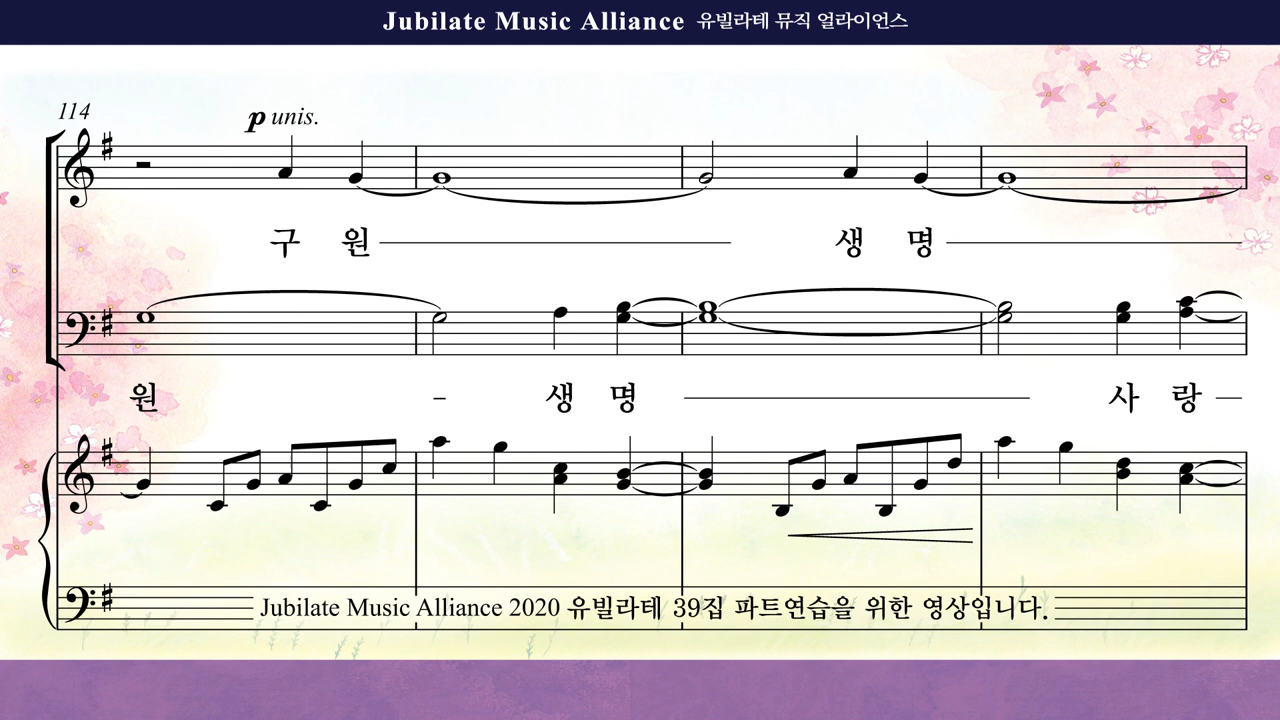 Jubilate Music Alliance 유빌라테 뮤직 얼라이언스
114
p unis.
구 원 생 명
원 - 생 명 사 랑
Jubilate Music Alliance 2020 유빌라테 39집 파트연습을 위한 영상입니다.